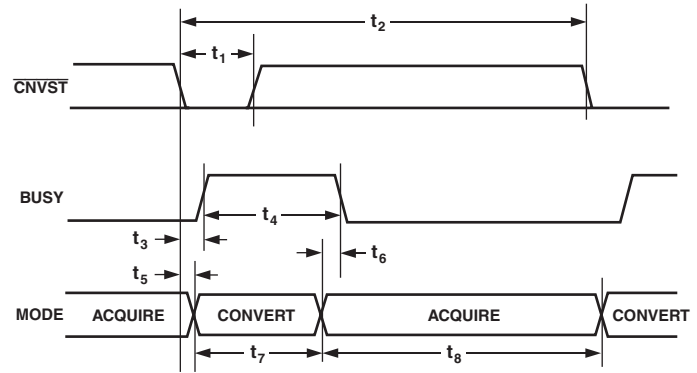 t2
t1
CNVST
BUSY
t4
t3
t6
t5
MODE ACQUIRE CONVERT ACQUIRE CONVERT
t7 t8